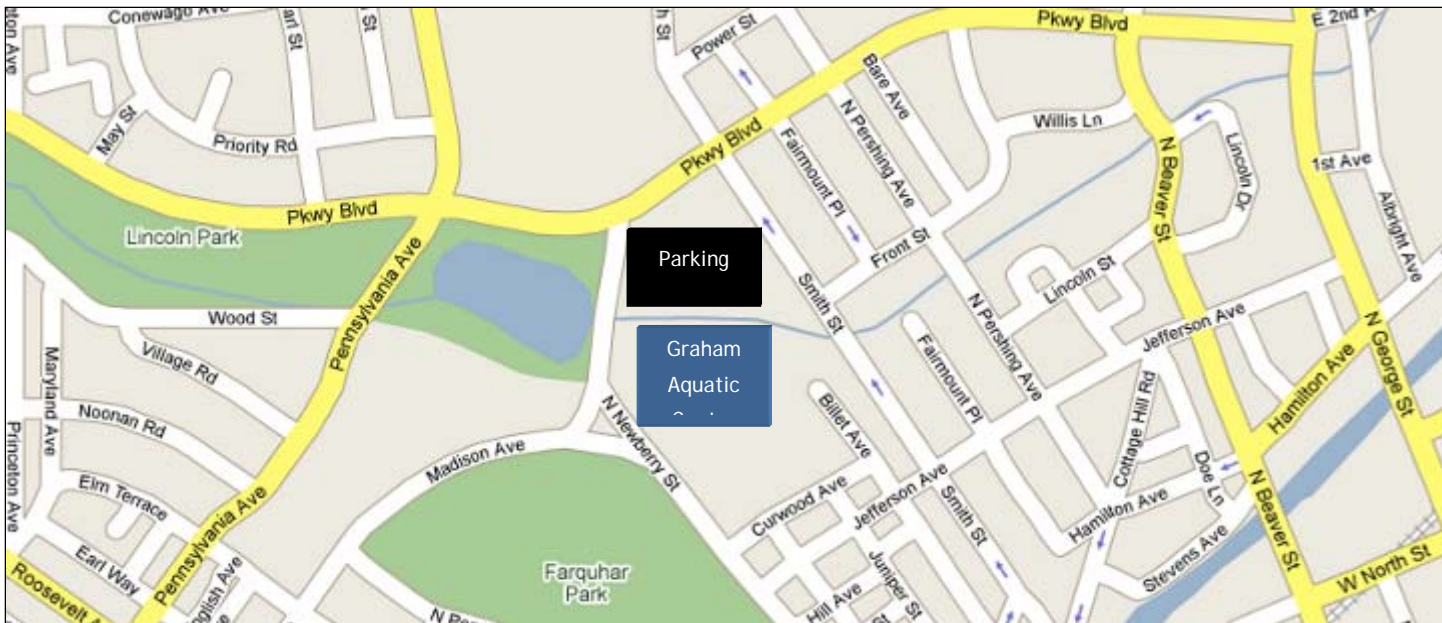 Conewago Ave
Pkwy Blvd
E 2nd A
Power St
May St
Priority Rd
Bare Ave
N Pershing Ave
Fairmount Pl
Willis Ln
N Beaver St
Lincoln Dr
1st Ave
Albright Ave
Pkwy Blvd
Pkwy Blvd
Lincoln Park
Parking
Front St
Smith St
Lincoln St
N Pershing Ave
Jefferson Ave
N George St
Wood St
Pennsylvania Ave
Village Rd
Maryland Ave
Noonan Rd
Princeton Ave
Graham
Aquatic
Fairmount Pl
Billet Ave
Cottage Hill Rd
Hamilton Ave
N Newberry St
Madison Ave
Elm Terrace
Earl Way
Pennsylvania Ave
Roosevelt A
Curwood Ave
Jefferson Ave
Smith St
Hamilton Ave
Doe Ln
N Beaver St
Stevens Ave
W North St
Farquhar
Park
Juniper St
Hill Ave